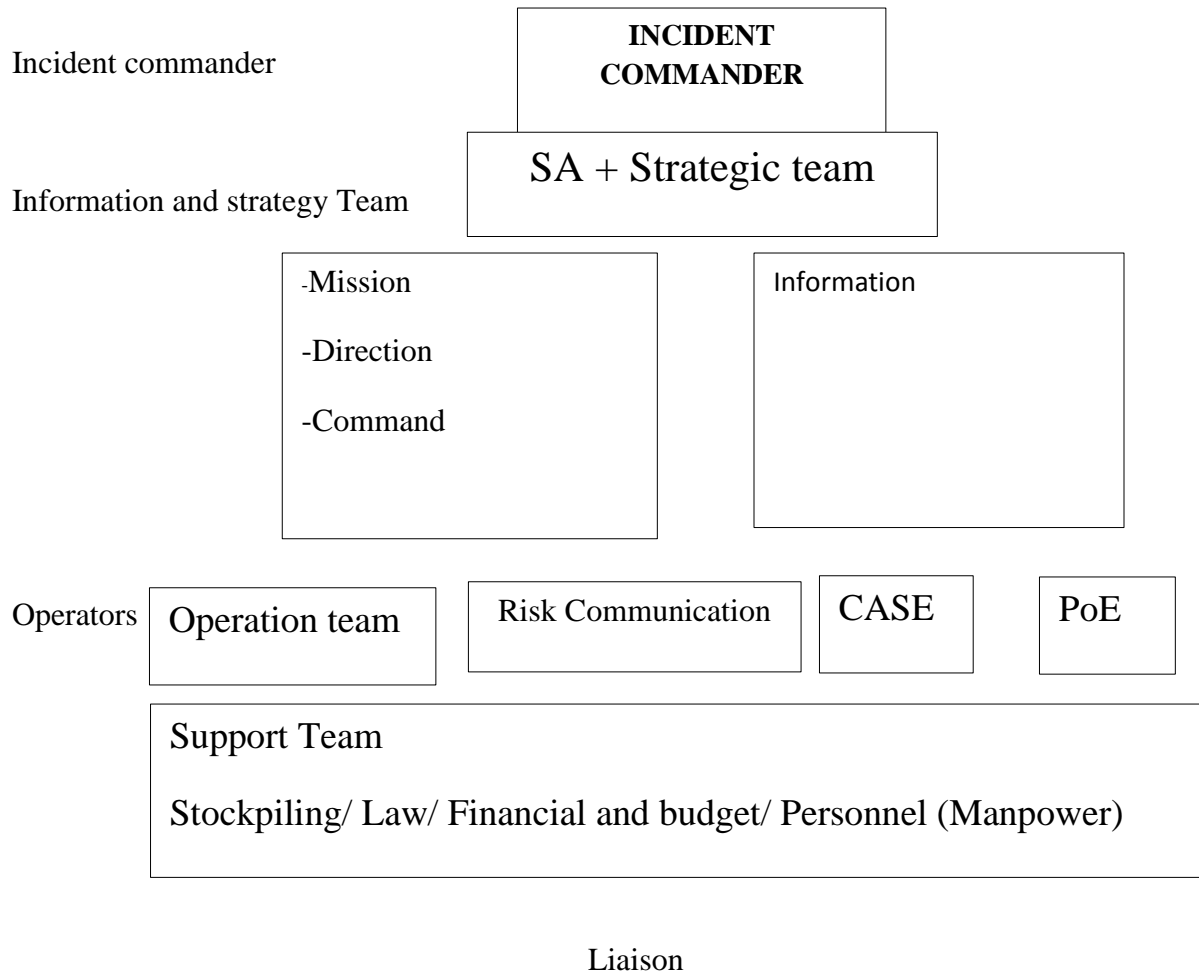 Incident commander
INCIDENT
COMMANDER
SA + Strategic team
Information and strategy Team
-Mission
-Direction
-Command
Information
Operators
Operation team
Risk Communication
CASE
PoE
Support Team
Stockpiling/ Law/ Financial and budget/ Personnel (Manpower)
Liaison